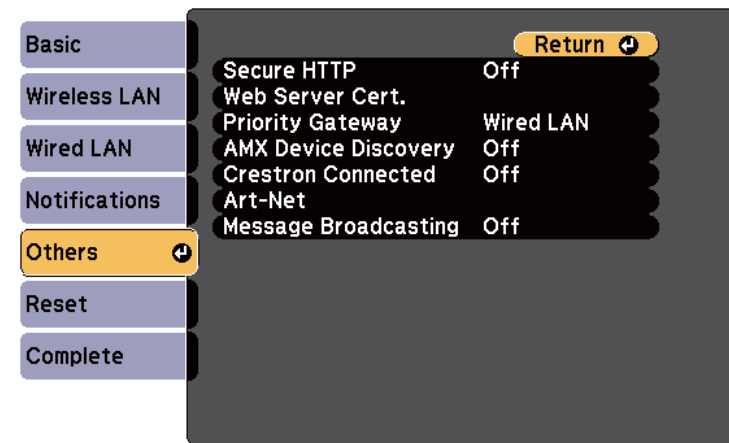 Basic
Wireless LAN
Wired LAN
Notifications
Others
Reset
Complete
Return
Secure HTTP Off
Web Server Cert.
Priority Gateway Wired LAN
AMX Device Discovery Off
Crestron Connected Off
Art-Net
Message Broadcasting Off